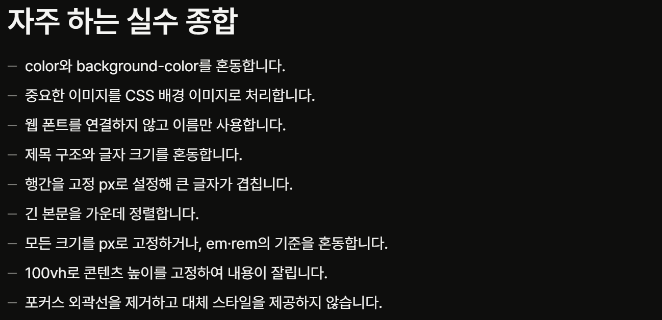 자주 하는 실수 종합
— color와 background-color를 혼동합니다.
— 중요한 이미지를 CSS 배경 이미지로 처리합니다.
— 웹 폰트를 연결하지 않고 이름만 사용합니다.
— 제목 구조와 글자 크기를 혼동합니다.
— 행간을 고정 px로 설정해 큰 글자가 겹칩니다.
— 긴 본문을 가운데 정렬합니다.
— 모든 크기를 px로 고정하거나, em·rem의 기준을 혼동합니다.
— 100vh로 콘텐츠 높이를 고정하여 내용이 잘립니다.
— 포커스 외곽선을 제거하고 대체 스타일을 제공하지 않습니다.